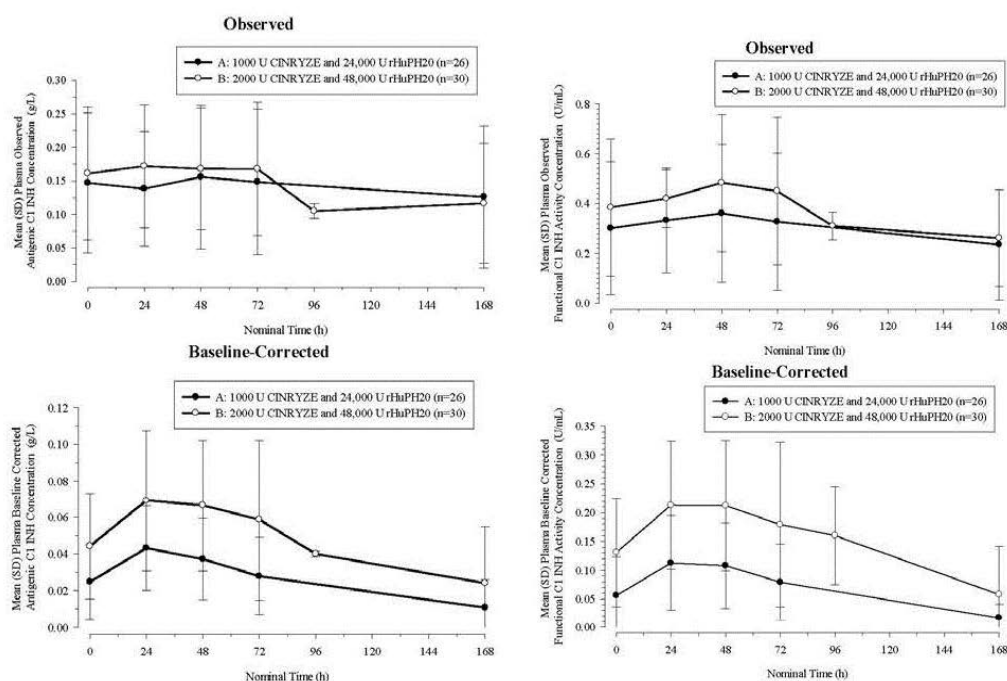 Observed
A: 1000 U CINRYZE and 24,000 U rHuPH20 (n=26)
B: 2000 U CINRYZE and 48,000 U rHuPH20 (n=30)
Mean (SD) Plasma Observed
Antigenic C1 INH Concentration (g/L)
0.30
0.25
0.20
0.15
0.10
0.05
0.00
0 24 48 72 96 120 144 168
Nominal Time (h)
Observed
A: 1000 U CINRYZE and 24,000 U rHuPH20 (n=26)
B: 2000 U CINRYZE and 48,000 U rHuPH20 (n=30)
Mean (SD) Plasma Observed
Functional C1 INH Activity Concentration (U/mL)
0.8
0.6
0.4
0.2
0.0
0 24 48 72 96 120 144 168
Nominal Time (h)
Baseline-Corrected
A: 1000 U CINRYZE and 24,000 U rHuPH20 (n=26)
B: 2000 U CINRYZE and 48,000 U rHuPH20 (n=30)
Mean (SD) Plasma Baseline Corrected
Antigenic C1 INH Concentration (g/L)
0.12
0.10
0.08
0.06
0.04
0.02
0.00
0 24 48 72 96 120 144 168
Nominal Time (h)
Baseline-Corrected
A: 1000 U CINRYZE and 24,000 U rHuPH20 (n=26)
B: 2000 U CINRYZE and 48,000 U rHuPH20 (n=30)
Mean (SD) Plasma Baseline Corrected
Functional C1 INH Activity Concentration (U/mL)
0.35
0.30
0.25
0.20
0.15
0.10
0.05
0.00
0 24 48 72 96 120 144 168
Nominal Time (h)